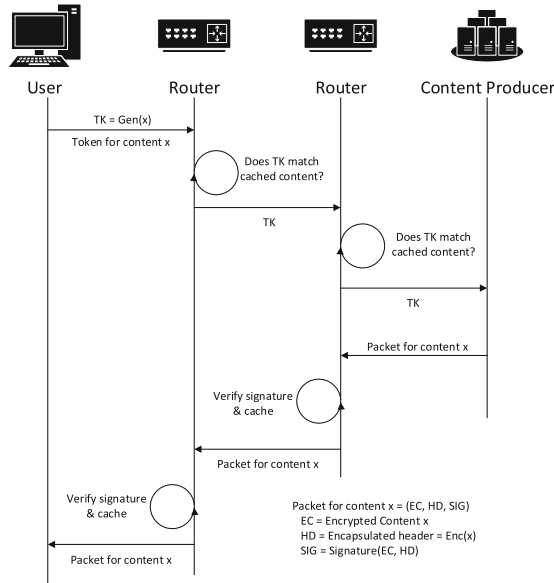 User
Router
Router
Content Producer
TK = Gen(x)
Token for content x
Does TK match
cached content?
TK
Does TK match
cached content?
TK
Packet for content x
Verify signature
& cache
Packet for content x
Verify signature
& cache
Packet for content x
Packet for content x = (EC, HD, SIG)
EC = Encrypted Content x
HD = Encapsulated header = Enc(x)
SIG = Signature(EC, HD)